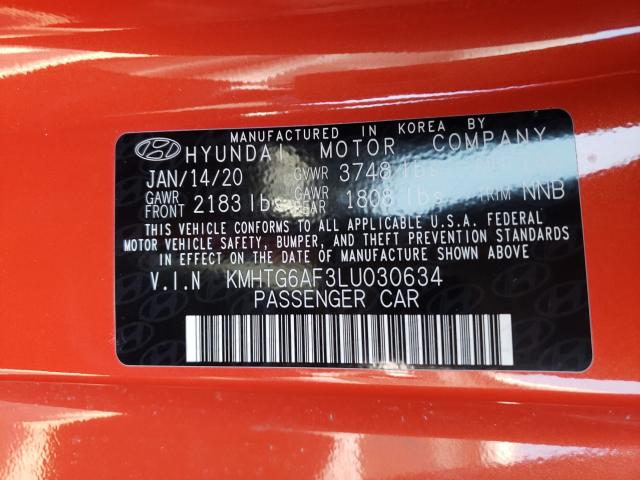 MANUFACTURED IN KOREA BY
HYUNDAI MOTOR COMPANY
JAN/14/20 GVWR 3748 lbs
GAWR FRONT 2183 lbs GAWR REAR 1808 lbs TRIM NNB
THIS VEHICLE CONFORMS TO ALL APPLICABLE U.S.A. FEDERAL
MOTOR VEHICLE SAFETY, BUMPER, AND THEFT PREVENTION STANDARDS
IN EFFECT ON THE DATE OF MANUFACTURE SHOWN ABOVE.
V.I.N KMHTG6AF3LU030634
PASSENGER CAR